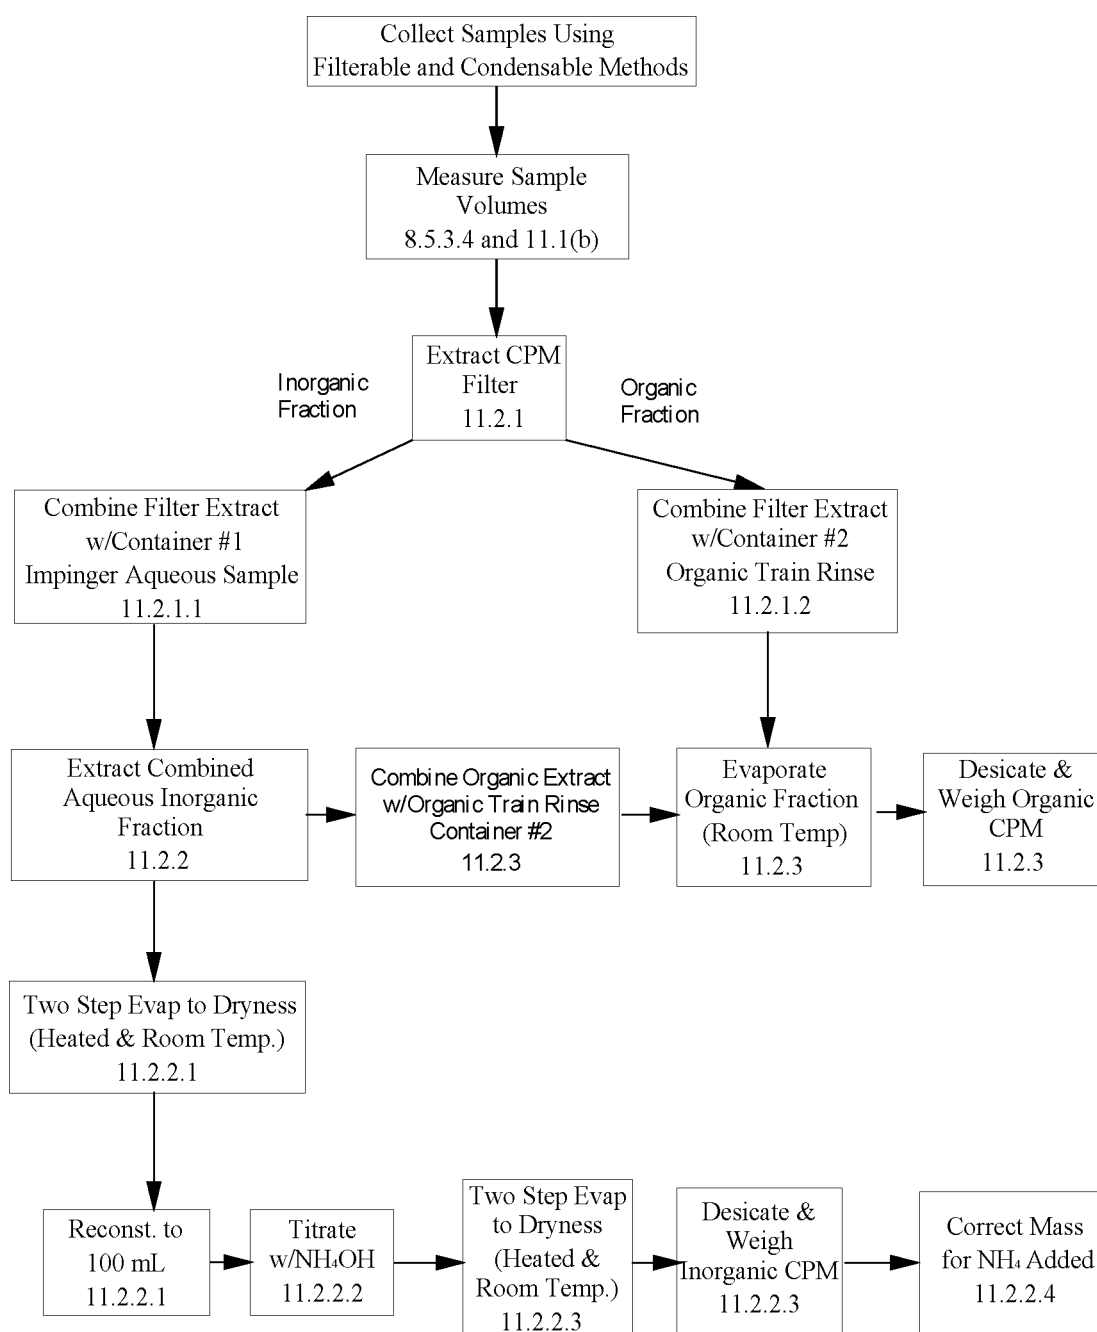 Collect Samples Using
Filterable and Condensable Methods
Measure Sample
Volumes
8.5.3.4 and 11.1(b)
Extract CPM
Filter
11.2.1
Inorganic
Fraction
Organic
Fraction
Combine Filter Extract
w/Container #1
Impinger Aqueous Sample
11.2.1.1
Combine Filter Extract
w/Container #2
Organic Train Rinse
11.2.1.2
Extract Combined
Aqueous Inorganic
Fraction
11.2.2
Combine Organic Extract
w/Organic Train Rinse
Container #2
11.2.3
Evaporate
Organic Fraction
(Room Temp)
11.2.3
Desicate &
Weigh Organic
CPM
11.2.3
Two Step Evap to Dryness
(Heated & Room Temp.)
11.2.2.1
Reconst. to
100 mL
11.2.2.1
Titrate
w/NH₄OH
11.2.2.2
Two Step Evap
to Dryness
(Heated &
Room Temp.)
11.2.2.3
Desicate &
Weigh
Inorganic CPM
11.2.2.3
Correct Mass
for NH₄ Added
11.2.2.4